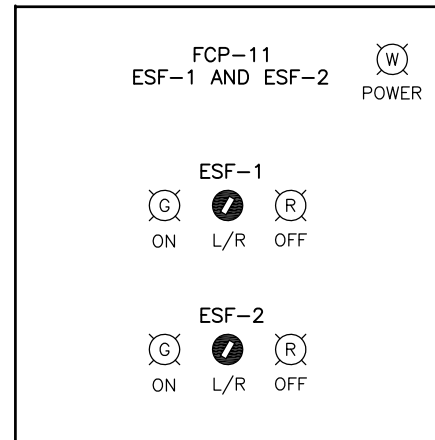 FCP-11
ESF-1 AND ESF-2
W
POWER
ESF-1
G R
ON L/R OFF
ESF-2
G R
ON L/R OFF